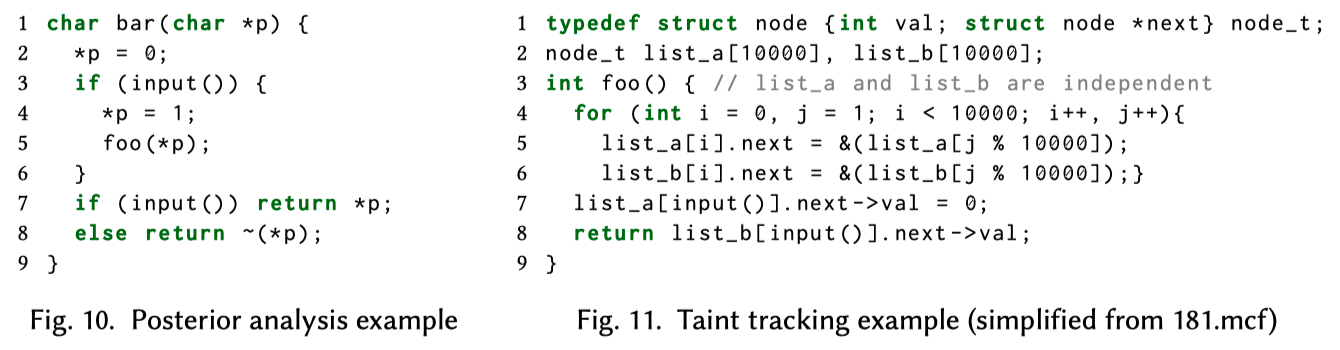 1 char bar(char *p) {
2   *p = 0;
3   if (input()) {
4     *p = 1;
5     foo(*p);
6   }
7   if (input()) return *p;
8   else return ~(*p);
9 }
Fig. 10. Posterior analysis example
1 typedef struct node {int val; struct node *next} node_t;
2 node_t list_a[10000], list_b[10000];
3 int foo() { // list_a and list_b are independent
4   for (int i = 0, j = 1; i < 10000; i++, j++){
5     list_a[i].next = &(list_a[j % 10000]);
6     list_b[i].next = &(list_b[j % 10000]);}
7   list_a[input()].next->val = 0;
8   return list_b[input()].next->val;
9 }
Fig. 11. Taint tracking example (simplified from 181.mcf)